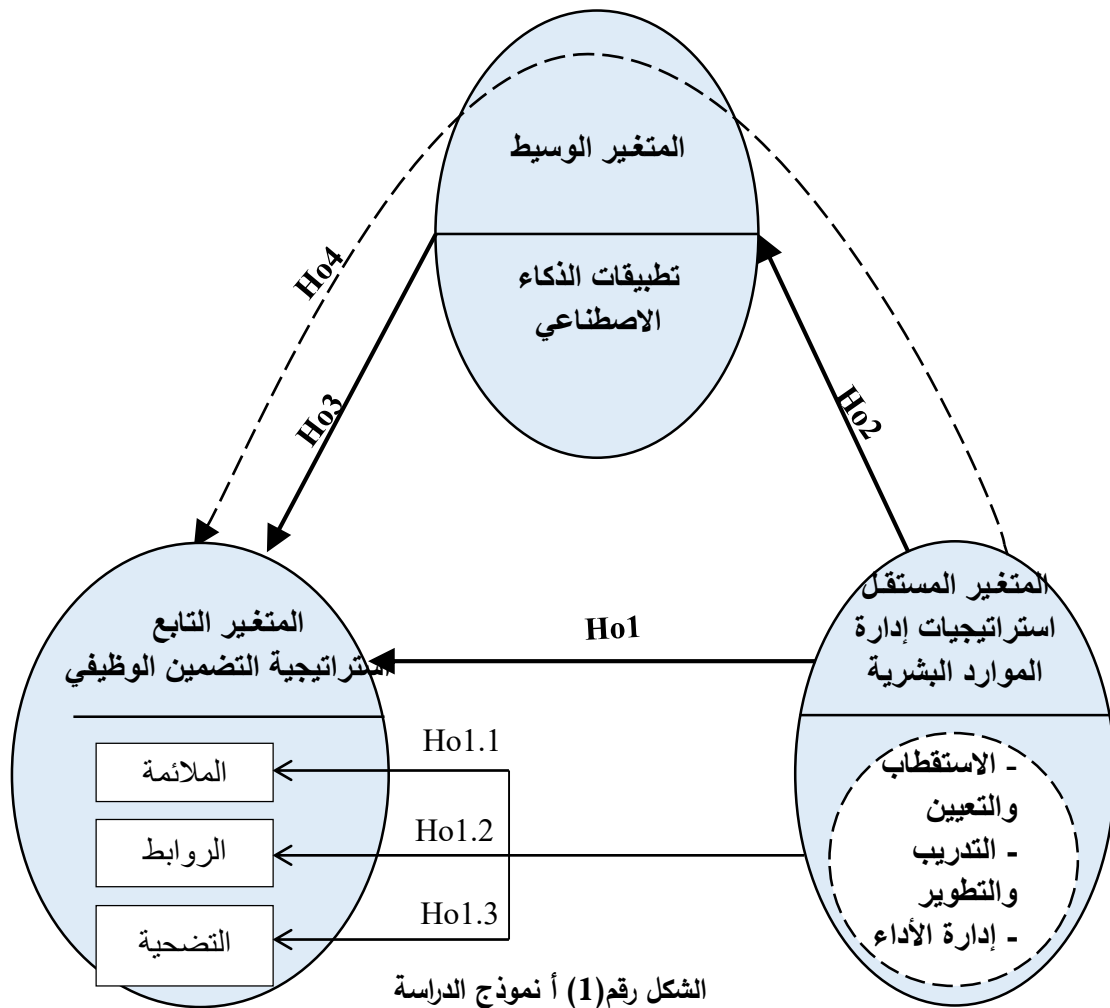 المتغير الوسيط
تطبيقات الذكاء
الاصطناعي
Ho4
Ho3
Ho2
المتغير المستقل
استراتيجيات إدارة
الموارد البشرية
- الاستقطاب
والتعيين
- التدريب
والتطوير
- إدارة الأداء
Ho1
المتغير التابع
استراتيجية التضمين الوظيفي
Ho1.1
الملائمة
Ho1.2
الروابط
Ho1.3
التضحية
الشكل رقم(1) أ نموذج الدراسة